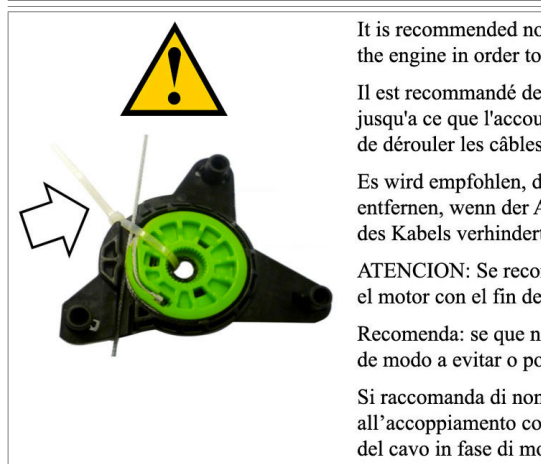 It is recommended no
the engine in order to
Il est recommandé de
jusqu'a ce que l'accou
de dérouler les câbles
Es wird empfohlen, d
entfernen, wenn der A
des Kabels verhindert
ATENCION: Se reco
el motor con el fin de
Recomenda: se que n
de modo a evitar o po
Si raccomanda di non
all’accoppiamento co
del cavo in fase di mo